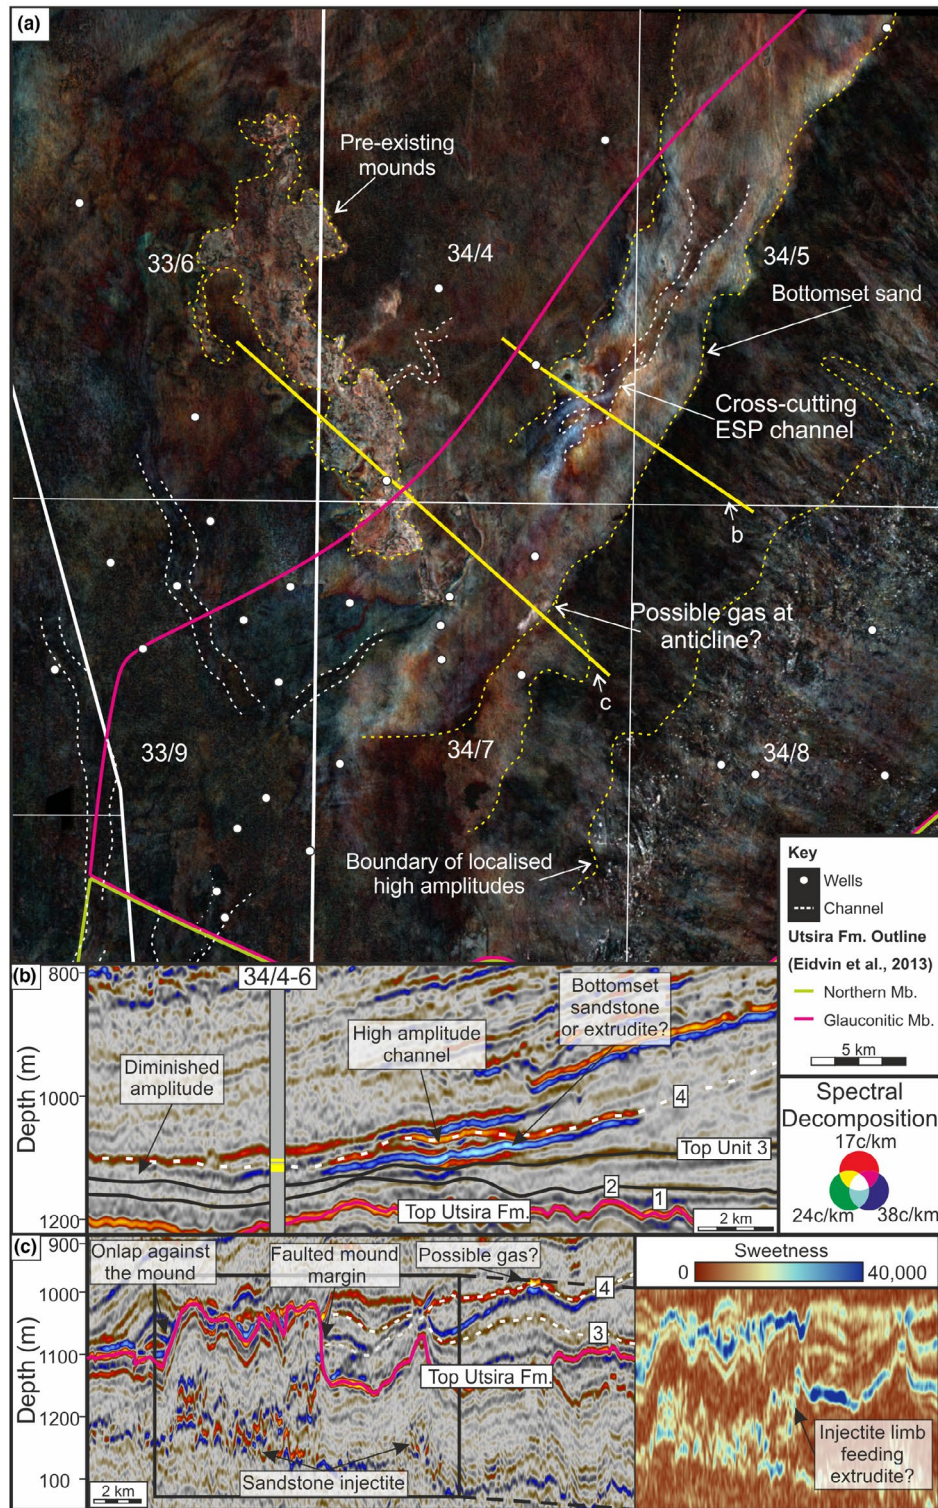 (a)
Pre-existing
mounds
33/6
34/4
34/5
Bottomset sand
Cross-cutting
ESP channel
b
Possible gas at
anticline?
c
33/9
34/7
34/8
Boundary of localised
high amplitudes
Key
Wells
Channel
Utsira Fm. Outline
(Eidvin et al., 2013)
Northern Mb.
Glauconitic Mb.
5 km
Spectral
Decomposition
17c/km
24c/km
38c/km
(b)
800
1000
1200
Depth (m)
34/4-6
Diminished
amplitude
High amplitude
channel
Bottomset
sandstone
or extrudite?
4
Top Unit 3
2
1
Top Utsira Fm.
2 km
(c)
900
1000
1100
1200
100
Depth (m)
Onlap against
the mound
Faulted mound
margin
Possible gas?
4
3
Top Utsira Fm.
Sandstone injectite
2 km
Sweetness
0
40,000
Injectite limb
feeding
extrudite?